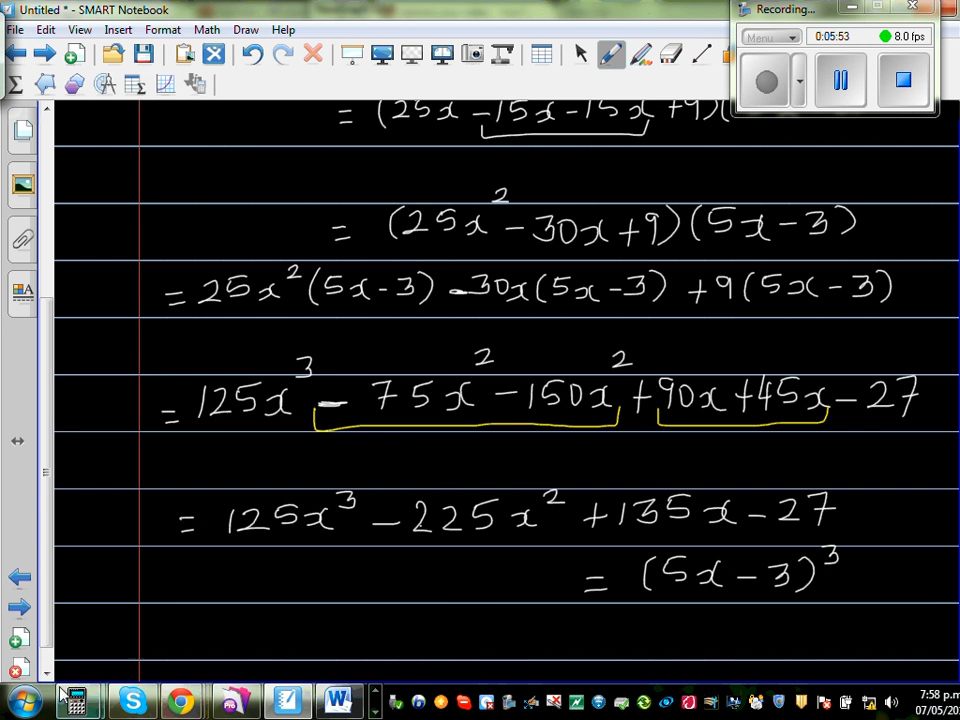 Untitled * - SMART Notebook
Recording...
File Edit View Insert Format Math Draw Help
Menu
0:05:53
8.0 fps
= (25x -15x -15x +9)(
= (25x² - 30x + 9)(5x - 3)
= 25x²(5x - 3) - 30x(5x - 3) + 9(5x - 3)
= 125x³ - 75x² - 150x² + 90x + 45x - 27
= 125x³ - 225x² + 135x - 27
= (5x - 3)³
7:58 p.m
07/05/20